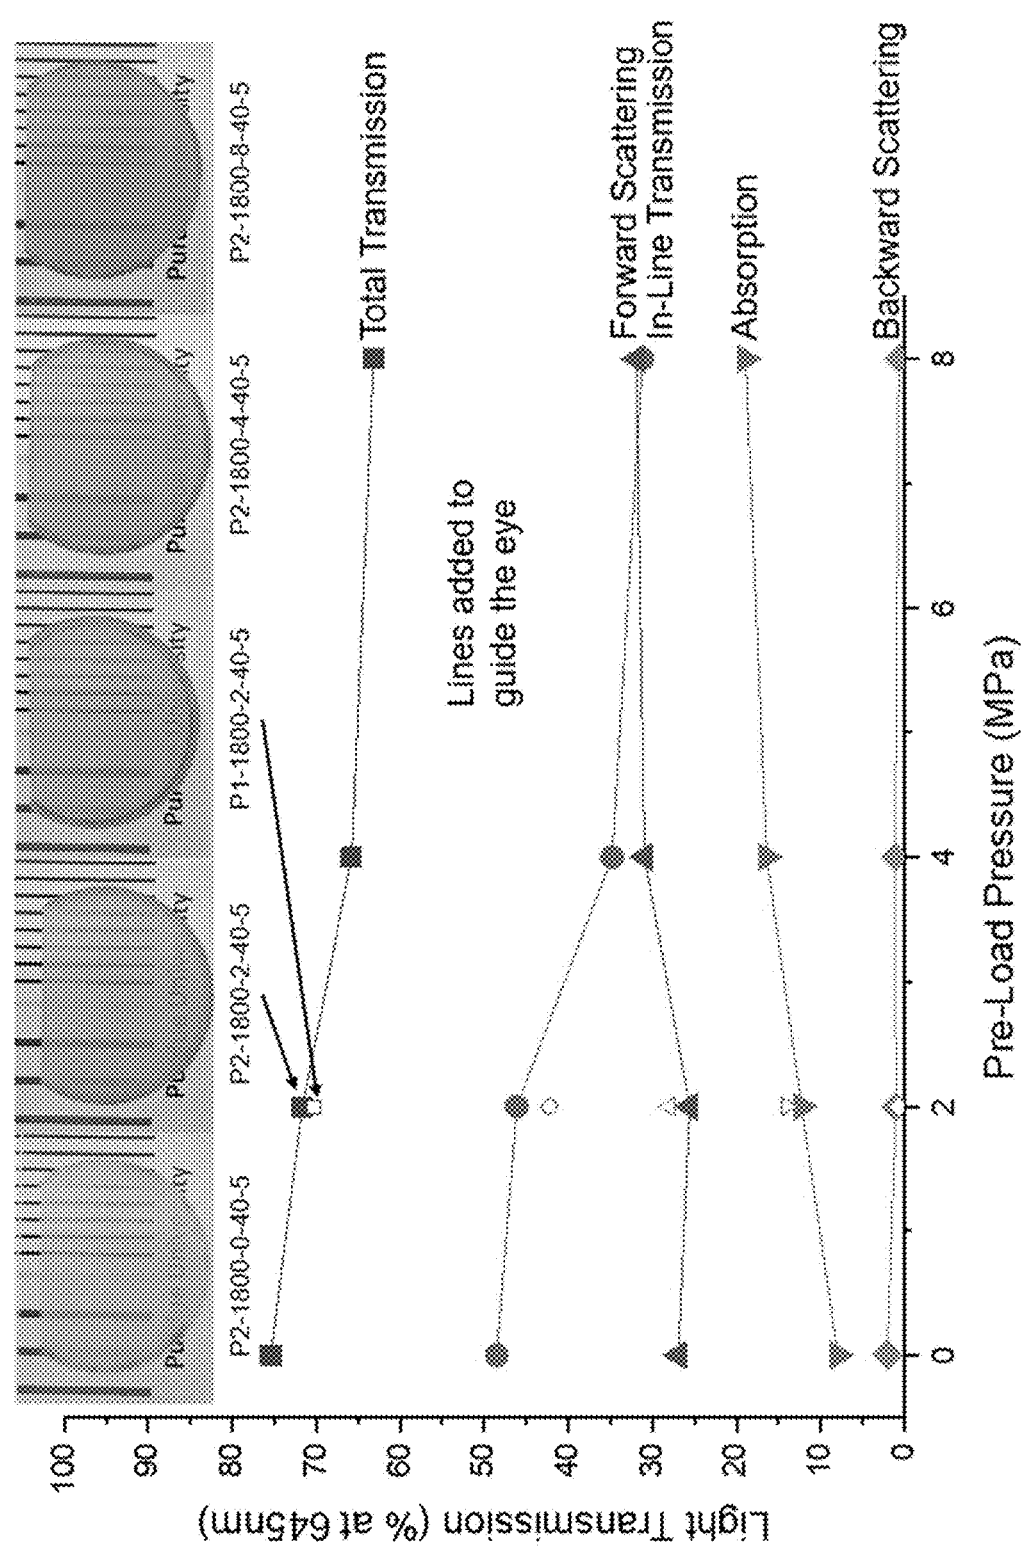 P2-1800-0-40-5
P2-1800-2-40-5
P1-1800-2-40-5
P2-1800-4-40-5
P2-1800-8-40-5
Total Transmission
Lines added to
guide the eye
Forward Scattering
In-Line Transmission
Absorption
Backward Scattering
Light Transmission (% at 645nm)
100
90
80
70
60
50
40
30
20
10
0
0
2
4
6
8
Pre-Load Pressure (MPa)